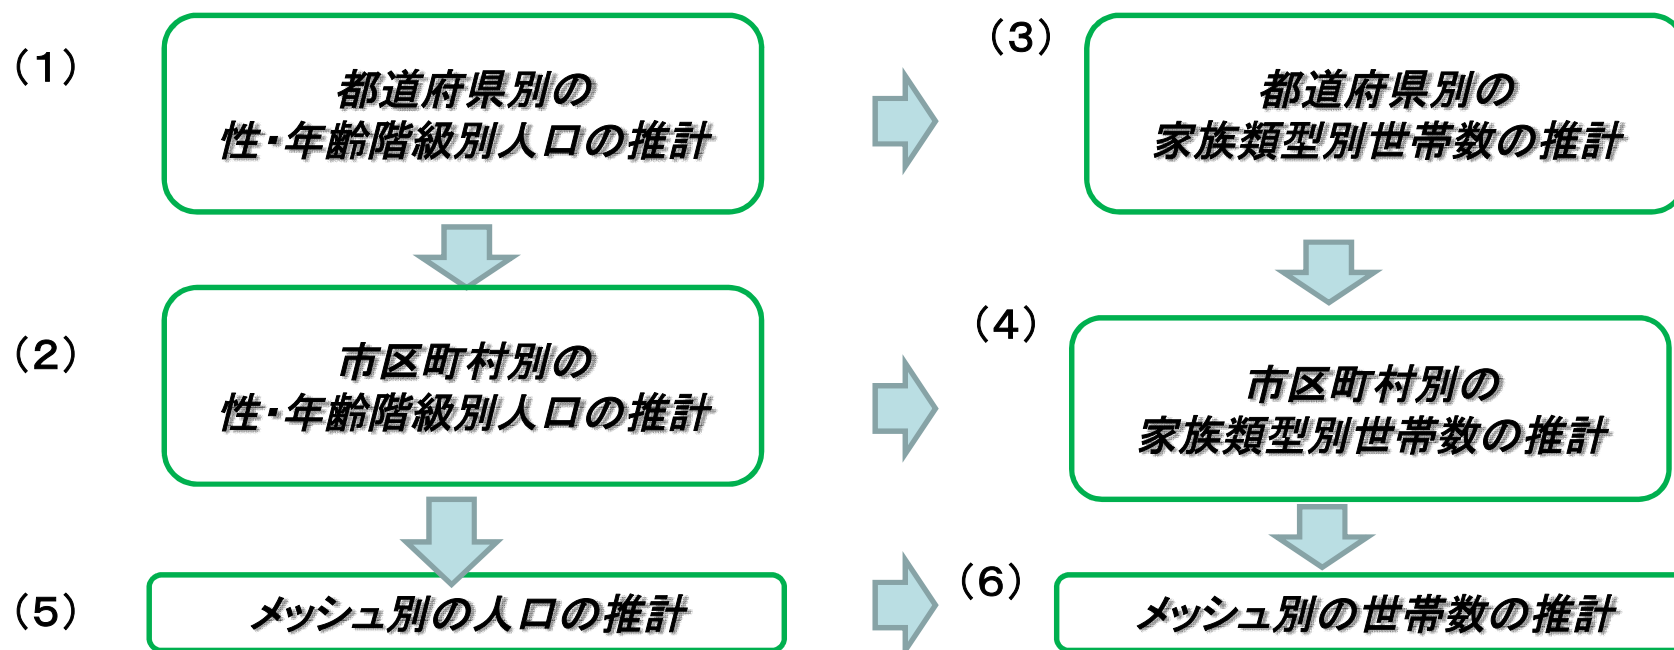 (1)
都道府県別の
性・年齢階級別人口の推計
(3)
都道府県別の
家族類型別世帯数の推計
(2)
市区町村別の
性・年齢階級別人口の推計
(4)
市区町村別の
家族類型別世帯数の推計
(5)
メッシュ別の人口の推計
(6)
メッシュ別の世帯数の推計